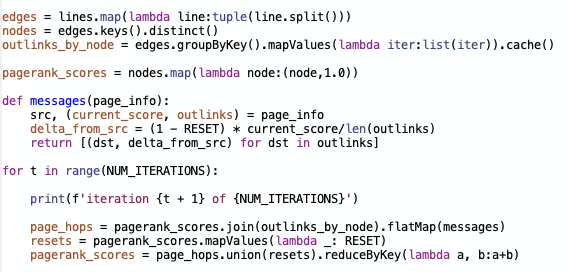 edges = lines.map(lambda line:tuple(line.split()))
nodes = edges.keys().distinct()
outlinks_by_node = edges.groupByKey().mapValues(lambda iter:list(iter)).cache()

pagerank_scores = nodes.map(lambda node:(node,1.0))

def messages(page_info):
    src, (current_score, outlinks) = page_info
    delta_from_src = (1 - RESET) * current_score/len(outlinks)
    return [(dst, delta_from_src) for dst in outlinks]

for t in range(NUM_ITERATIONS):

    print(f'iteration {t + 1} of {NUM_ITERATIONS}')

    page_hops = pagerank_scores.join(outlinks_by_node).flatMap(messages)
    resets = pagerank_scores.mapValues(lambda _: RESET)
    pagerank_scores = page_hops.union(resets).reduceByKey(lambda a, b:a+b)